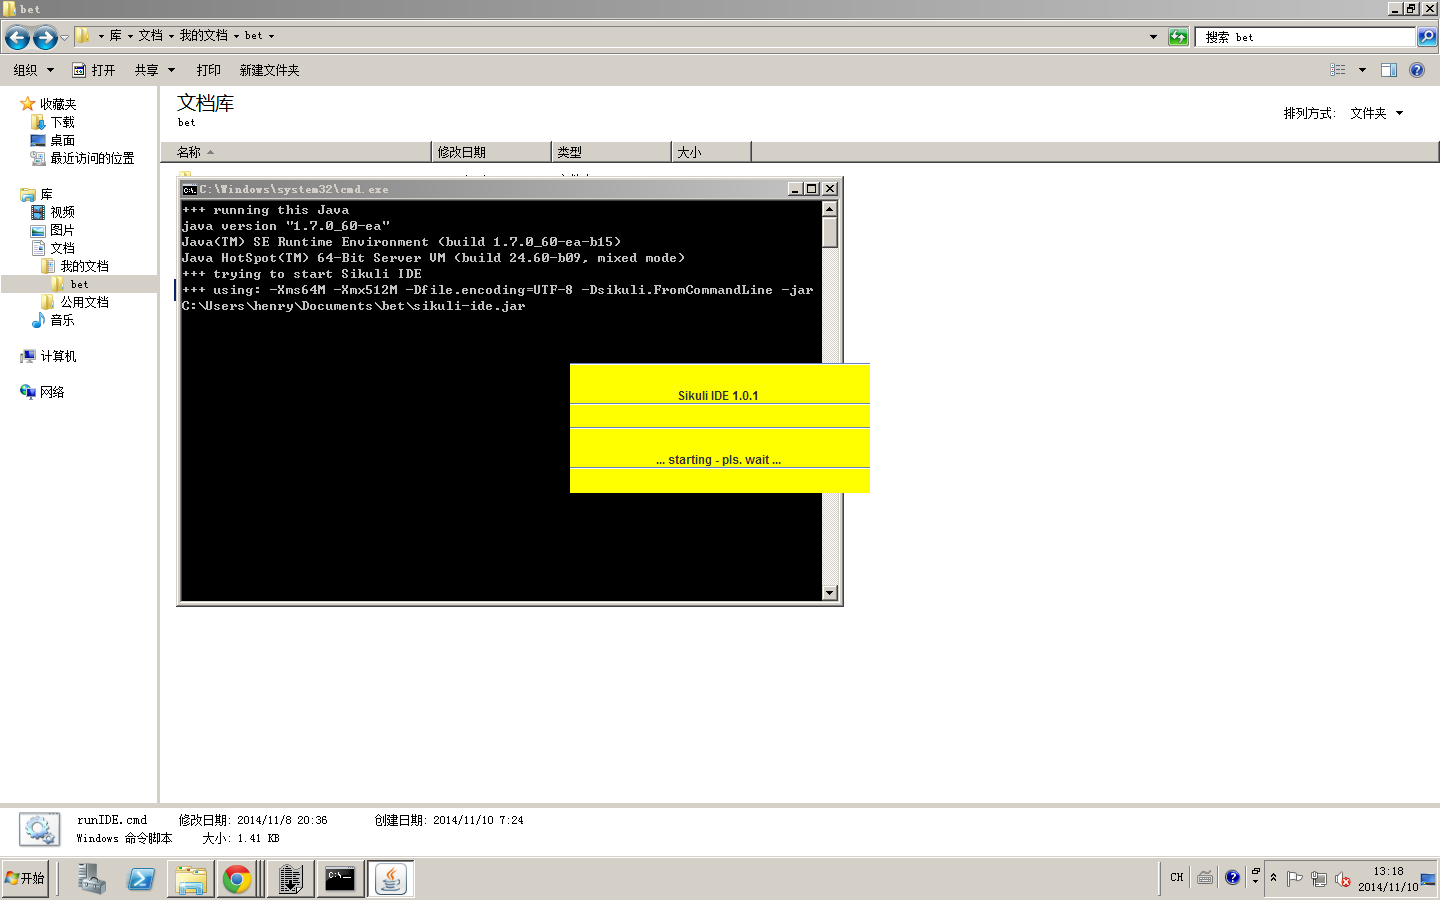 bet
库 文档 我的文档 bet
搜索 bet
组织 打开 共享 打印 新建文件夹
收藏夹
下载
桌面
最近访问的位置
库
视频
图片
文档
我的文档
bet
公用文档
音乐
计算机
网络
文档库
bet
排列方式: 文件夹
名称 修改日期 类型 大小
C:\Windows\system32\cmd.exe
+++ running this Java
java version "1.7.0_60-ea"
Java(TM) SE Runtime Environment (build 1.7.0_60-ea-b15)
Java HotSpot(TM) 64-Bit Server VM (build 24.60-b09, mixed mode)
+++ trying to start Sikuli IDE
+++ using: -Xms64M -Xmx512M -Dfile.encoding=UTF-8 -Dsikuli.FromCommandLine -jar
C:\Users\henry\Documents\bet\sikuli-ide.jar
Sikuli IDE 1.0.1
... starting - pls. wait ...
runIDE.cmd 修改日期: 2014/11/8 20:36 创建日期: 2014/11/10 7:24
Windows 命令脚本 大小: 1.41 KB
开始
CH
13:18
2014/11/10